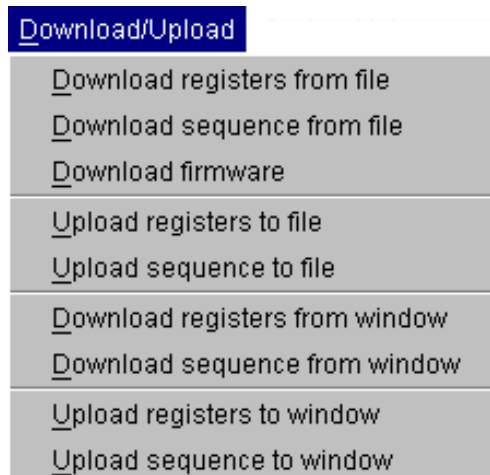 Download/Upload
Download registers from file
Download sequence from file
Download firmware
Upload registers to file
Upload sequence to file
Download registers from window
Download sequence from window
Upload registers to window
Upload sequence to window